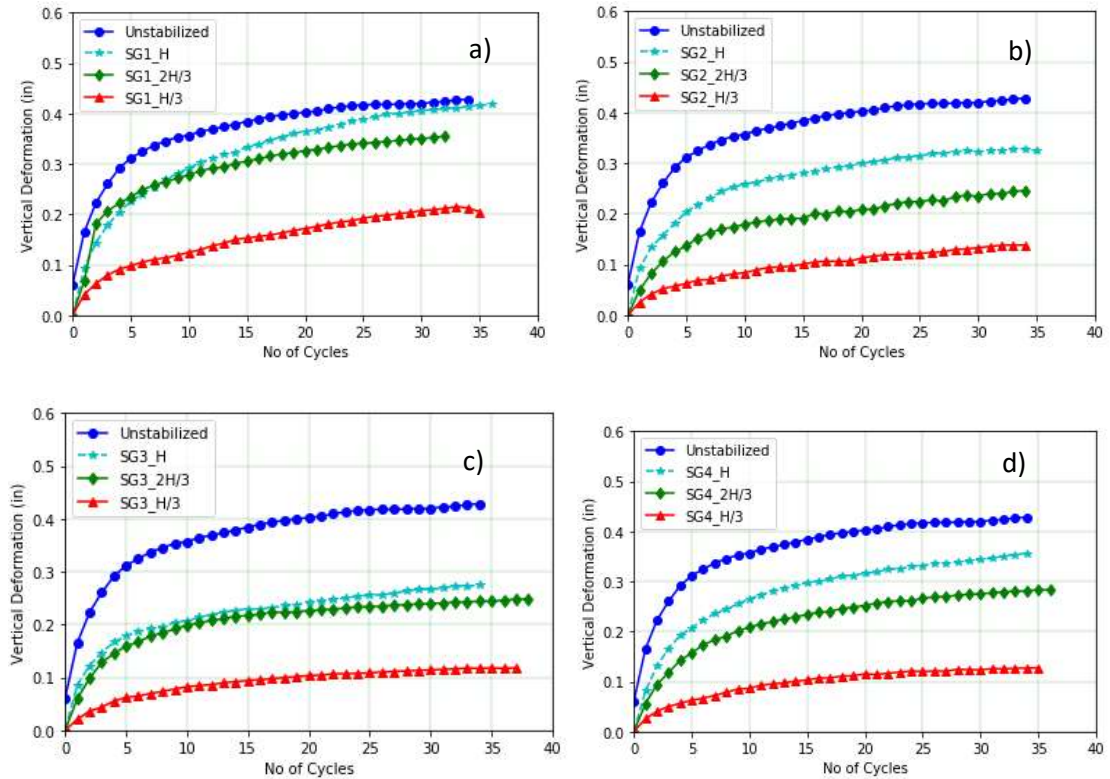 0.6
0.5
0.4
0.3
0.2
0.1
0.0
Vertical Deformation (in)
Unstabilized
SG1_H
SG1_2H/3
SG1_H/3
a)
0 5 10 15 20 25 30 35 40
No of Cycles
0.6
0.5
0.4
0.3
0.2
0.1
0.0
Vertical Deformation (in)
Unstabilized
SG2_H
SG2_2H/3
SG2_H/3
b)
0 5 10 15 20 25 30 35 40
No of Cycles
0.6
0.5
0.4
0.3
0.2
0.1
0.0
Vertical Deformation (in)
Unstabilized
SG3_H
SG3_2H/3
SG3_H/3
c)
0 5 10 15 20 25 30 35 40
No of Cycles
0.6
0.5
0.4
0.3
0.2
0.1
0.0
Vertical Deformation (in)
Unstabilized
SG4_H
SG4_2H/3
SG4_H/3
d)
0 5 10 15 20 25 30 35 40
No of Cycles